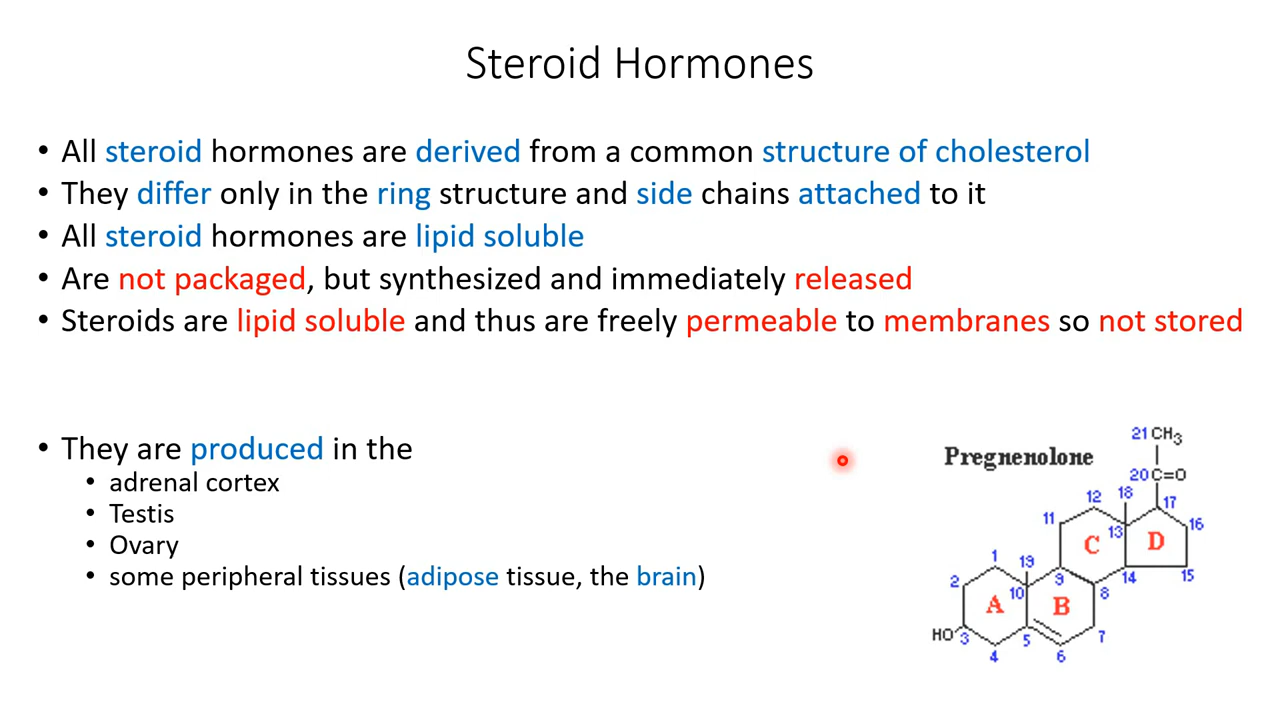 Steroid Hormones
• All steroid hormones are derived from a common structure of cholesterol
• They differ only in the ring structure and side chains attached to it
• All steroid hormones are lipid soluble
• Are not packaged, but synthesized and immediately released
• Steroids are lipid soluble and thus are freely permeable to membranes so not stored
• They are produced in the
• adrenal cortex
• Testis
• Ovary
• some peripheral tissues (adipose tissue, the brain)
Pregnenolone
21 CH3
20 C=O
12 18 17
11 13 16
C D
1 19 9 14 15
2 10 8
A B
HO 3 5 7
4 6